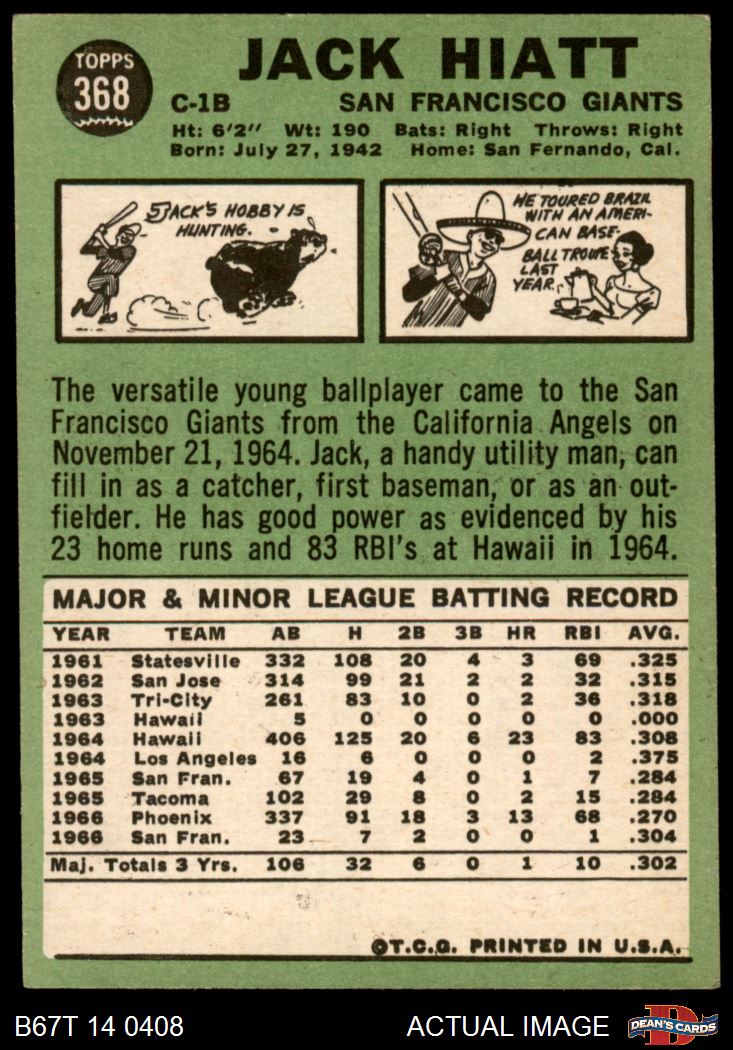 TOPPS
368
JACK HIATT
C-1B SAN FRANCISCO GIANTS
Ht: 6'2" Wt: 190 Bats: Right Throws: Right
Born: July 27, 1942 Home: San Fernando, Cal.
JACK'S HOBBY IS
HUNTING.
HE TOURED BRAZIL
WITH AN AMERI-
CAN BASE-
BALL TROUPE
LAST
YEAR.
The versatile young ballplayer came to the San
Francisco Giants from the California Angels on
November 21, 1964. Jack, a handy utility man, can
fill in as a catcher, first baseman, or as an out-
fielder. He has good power as evidenced by his
23 home runs and 83 RBI's at Hawaii in 1964.
MAJOR & MINOR LEAGUE BATTING RECORD
YEAR TEAM AB H 2B 3B HR RBI AVG.
1961 Statesville 332 108 20 4 3 69 .325
1962 San Jose 314 99 21 2 2 32 .315
1963 Tri-City 261 83 10 0 2 36 .318
1963 Hawaii 5 0 0 0 0 0 .000
1964 Hawaii 406 125 20 6 23 83 .308
1964 Los Angeles 16 6 0 0 0 2 .375
1965 San Fran. 67 19 4 0 1 7 .284
1965 Tacoma 102 29 8 0 2 15 .284
1966 Phoenix 337 91 18 3 13 68 .270
1966 San Fran. 23 7 2 0 0 1 .304
Maj. Totals 3 Yrs. 106 32 6 0 1 10 .302
©T.C.G. PRINTED IN U.S.A.
B67T 14 0408 ACTUAL IMAGE DEAN'S CARDS